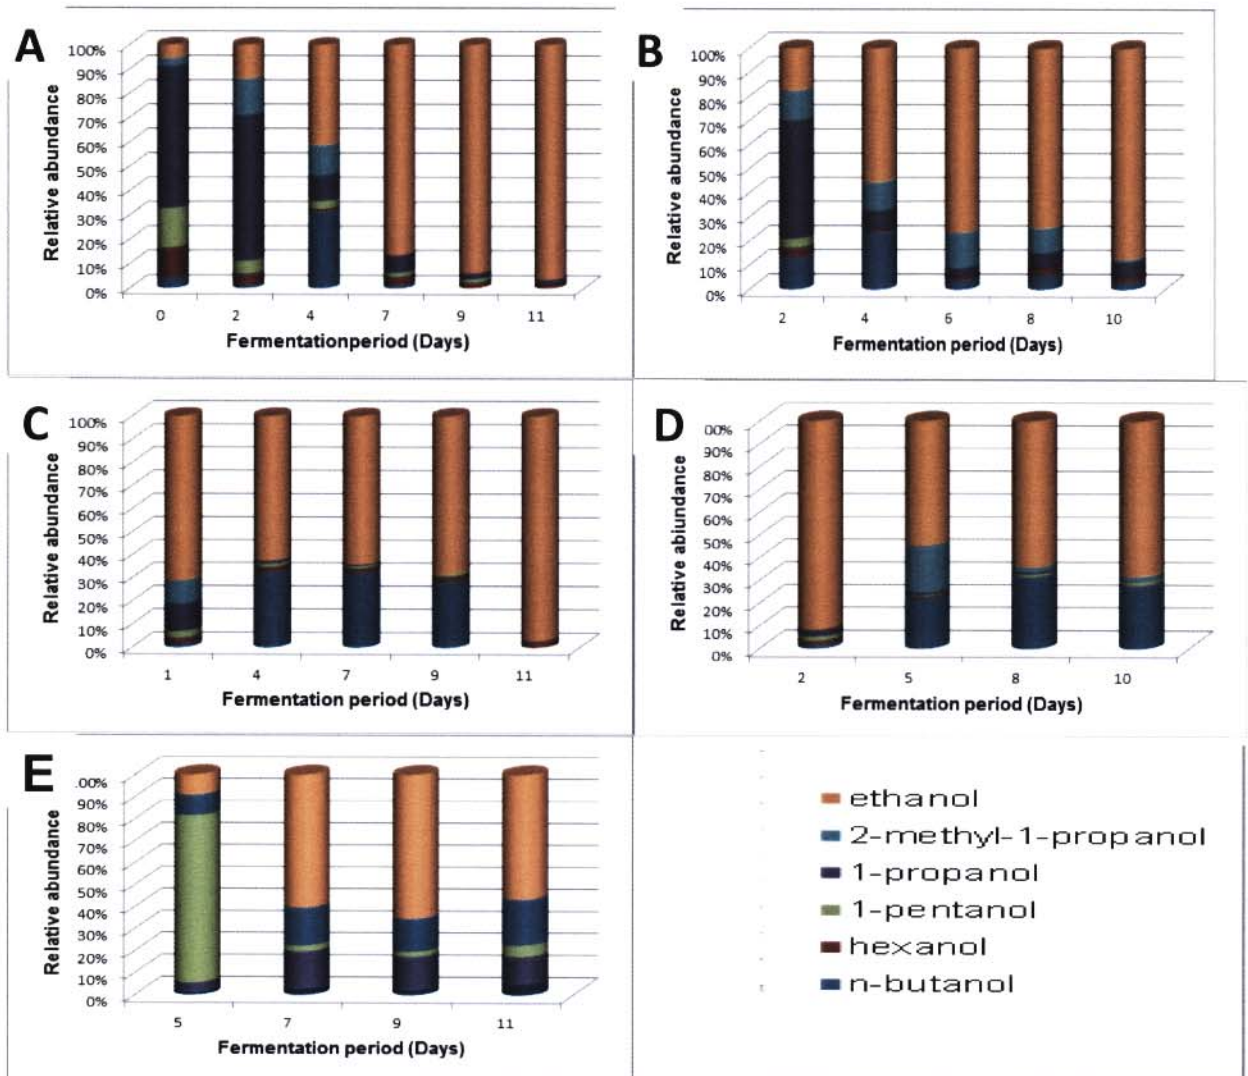 A
100%
90%
80%
70%
60%
50%
40%
30%
20%
10%
0%
Relative abundance
0 2 4 7 9 11
Fermentationperiod (Days)
B
100%
90%
80%
70%
60%
50%
40%
30%
20%
10%
0%
Relative abundance
2 4 6 8 10
Fermentation period (Days)
C
100%
90%
80%
70%
60%
50%
40%
30%
20%
10%
0%
Relative abundance
1 4 7 9 11
Fermentation period (Days)
D
00%
90%
80%
70%
60%
50%
40%
30%
20%
10%
0%
Relative abiundance
2 5 8 10
Fermentation period (Days)
E
.00%
90%
80%
70%
60%
50%
40%
30%
20%
10%
0%
Relative abundance
5 7 9 11
Fermentation period (Days)
ethanol
2-methyl-1-propanol
1-propanol
1-pentanol
hexanol
n-butanol